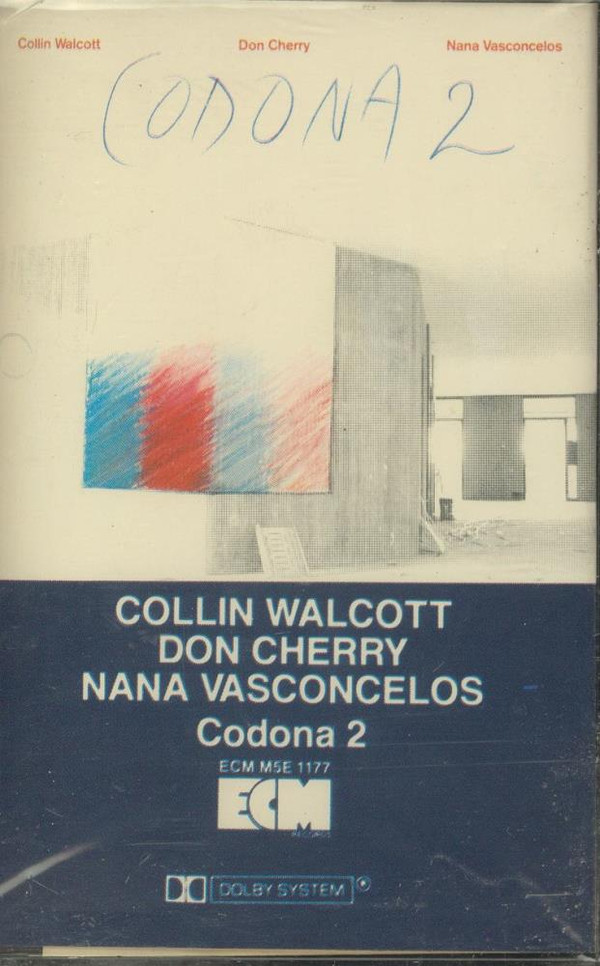 Collin Walcott Don Cherry Nana Vasconcelos
CODONA 2
COLLIN WALCOTT
DON CHERRY
NANA VASCONCELOS
Codona 2
ECM M5E 1177
ECM
RECORDS
DOLBY SYSTEM ®